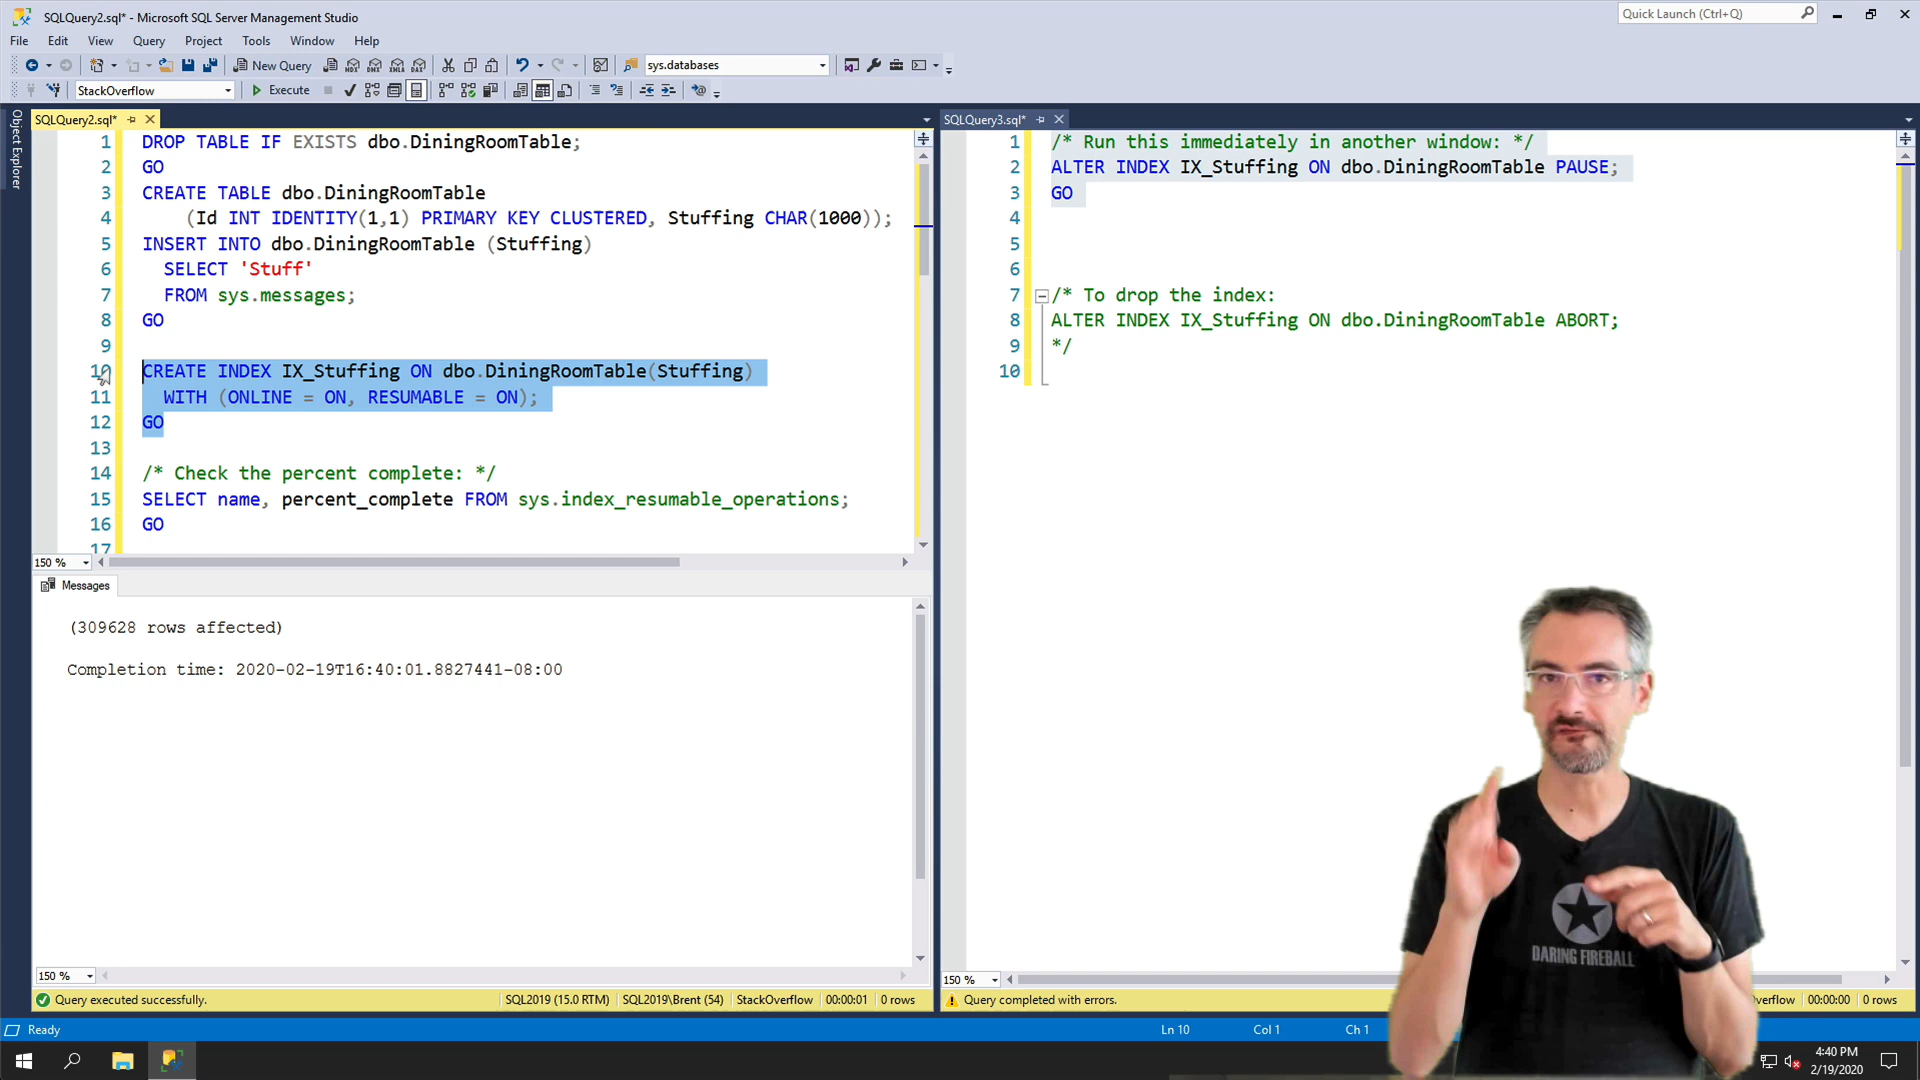 SQLQuery2.sql* - Microsoft SQL Server Management Studio
Quick Launch (Ctrl+Q)
File Edit View Query Project Tools Window Help
New Query
sys.databases
StackOverflow
Execute
Object Explorer
SQLQuery2.sql*
1 DROP TABLE IF EXISTS dbo.DiningRoomTable;
2 GO
3 CREATE TABLE dbo.DiningRoomTable
4 (Id INT IDENTITY(1,1) PRIMARY KEY CLUSTERED, Stuffing CHAR(1000));
5 INSERT INTO dbo.DiningRoomTable (Stuffing)
6 SELECT 'Stuff'
7 FROM sys.messages;
8 GO
9
10 CREATE INDEX IX_Stuffing ON dbo.DiningRoomTable(Stuffing)
11 WITH (ONLINE = ON, RESUMABLE = ON);
12 GO
13
14 /* Check the percent complete: */
15 SELECT name, percent_complete FROM sys.index_resumable_operations;
16 GO
17
150 %
Messages
(309628 rows affected)
Completion time: 2020-02-19T16:40:01.8827441-08:00
150 %
Query executed successfully. SQL2019 (15.0 RTM) SQL2019\Brent (54) StackOverflow 00:00:01 0 rows
SQLQuery3.sql*
1 /* Run this immediately in another window: */
2 ALTER INDEX IX_Stuffing ON dbo.DiningRoomTable PAUSE;
3 GO
4
5
6
7 /* To drop the index:
8 ALTER INDEX IX_Stuffing ON dbo.DiningRoomTable ABORT;
9 */
10
150 %
Query completed with errors. verflow 00:00:00 0 rows
DARING FIREBALL
Ready Ln 10 Col 1 Ch 1
4:40 PM
2/19/2020